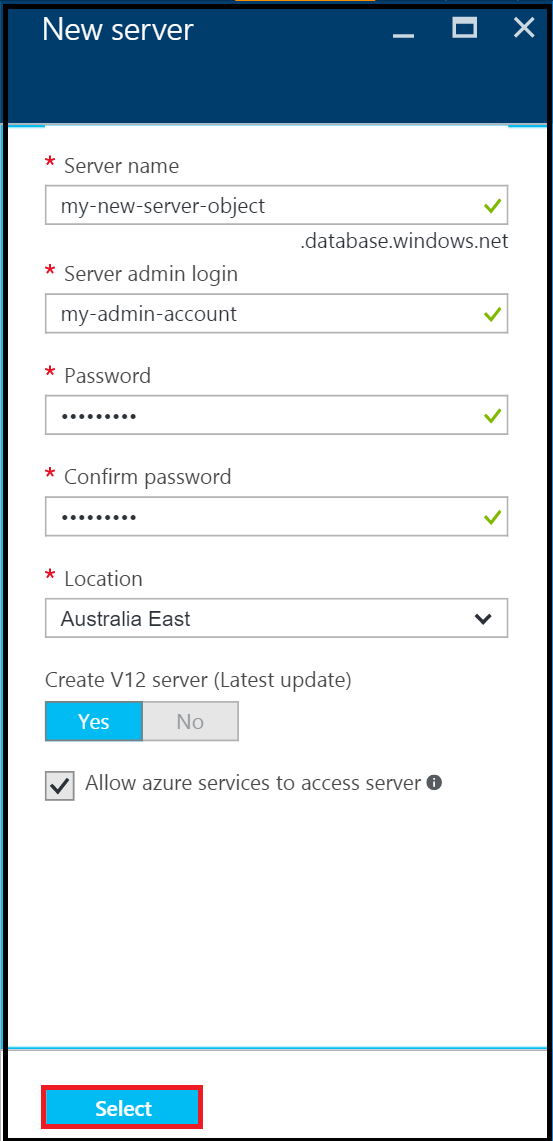 New server
* Server name
my-new-server-object
.database.windows.net
* Server admin login
my-admin-account
* Password
•••••••••
* Confirm password
•••••••••
* Location
Australia East
Create V12 server (Latest update)
Yes No
Allow azure services to access server
Select